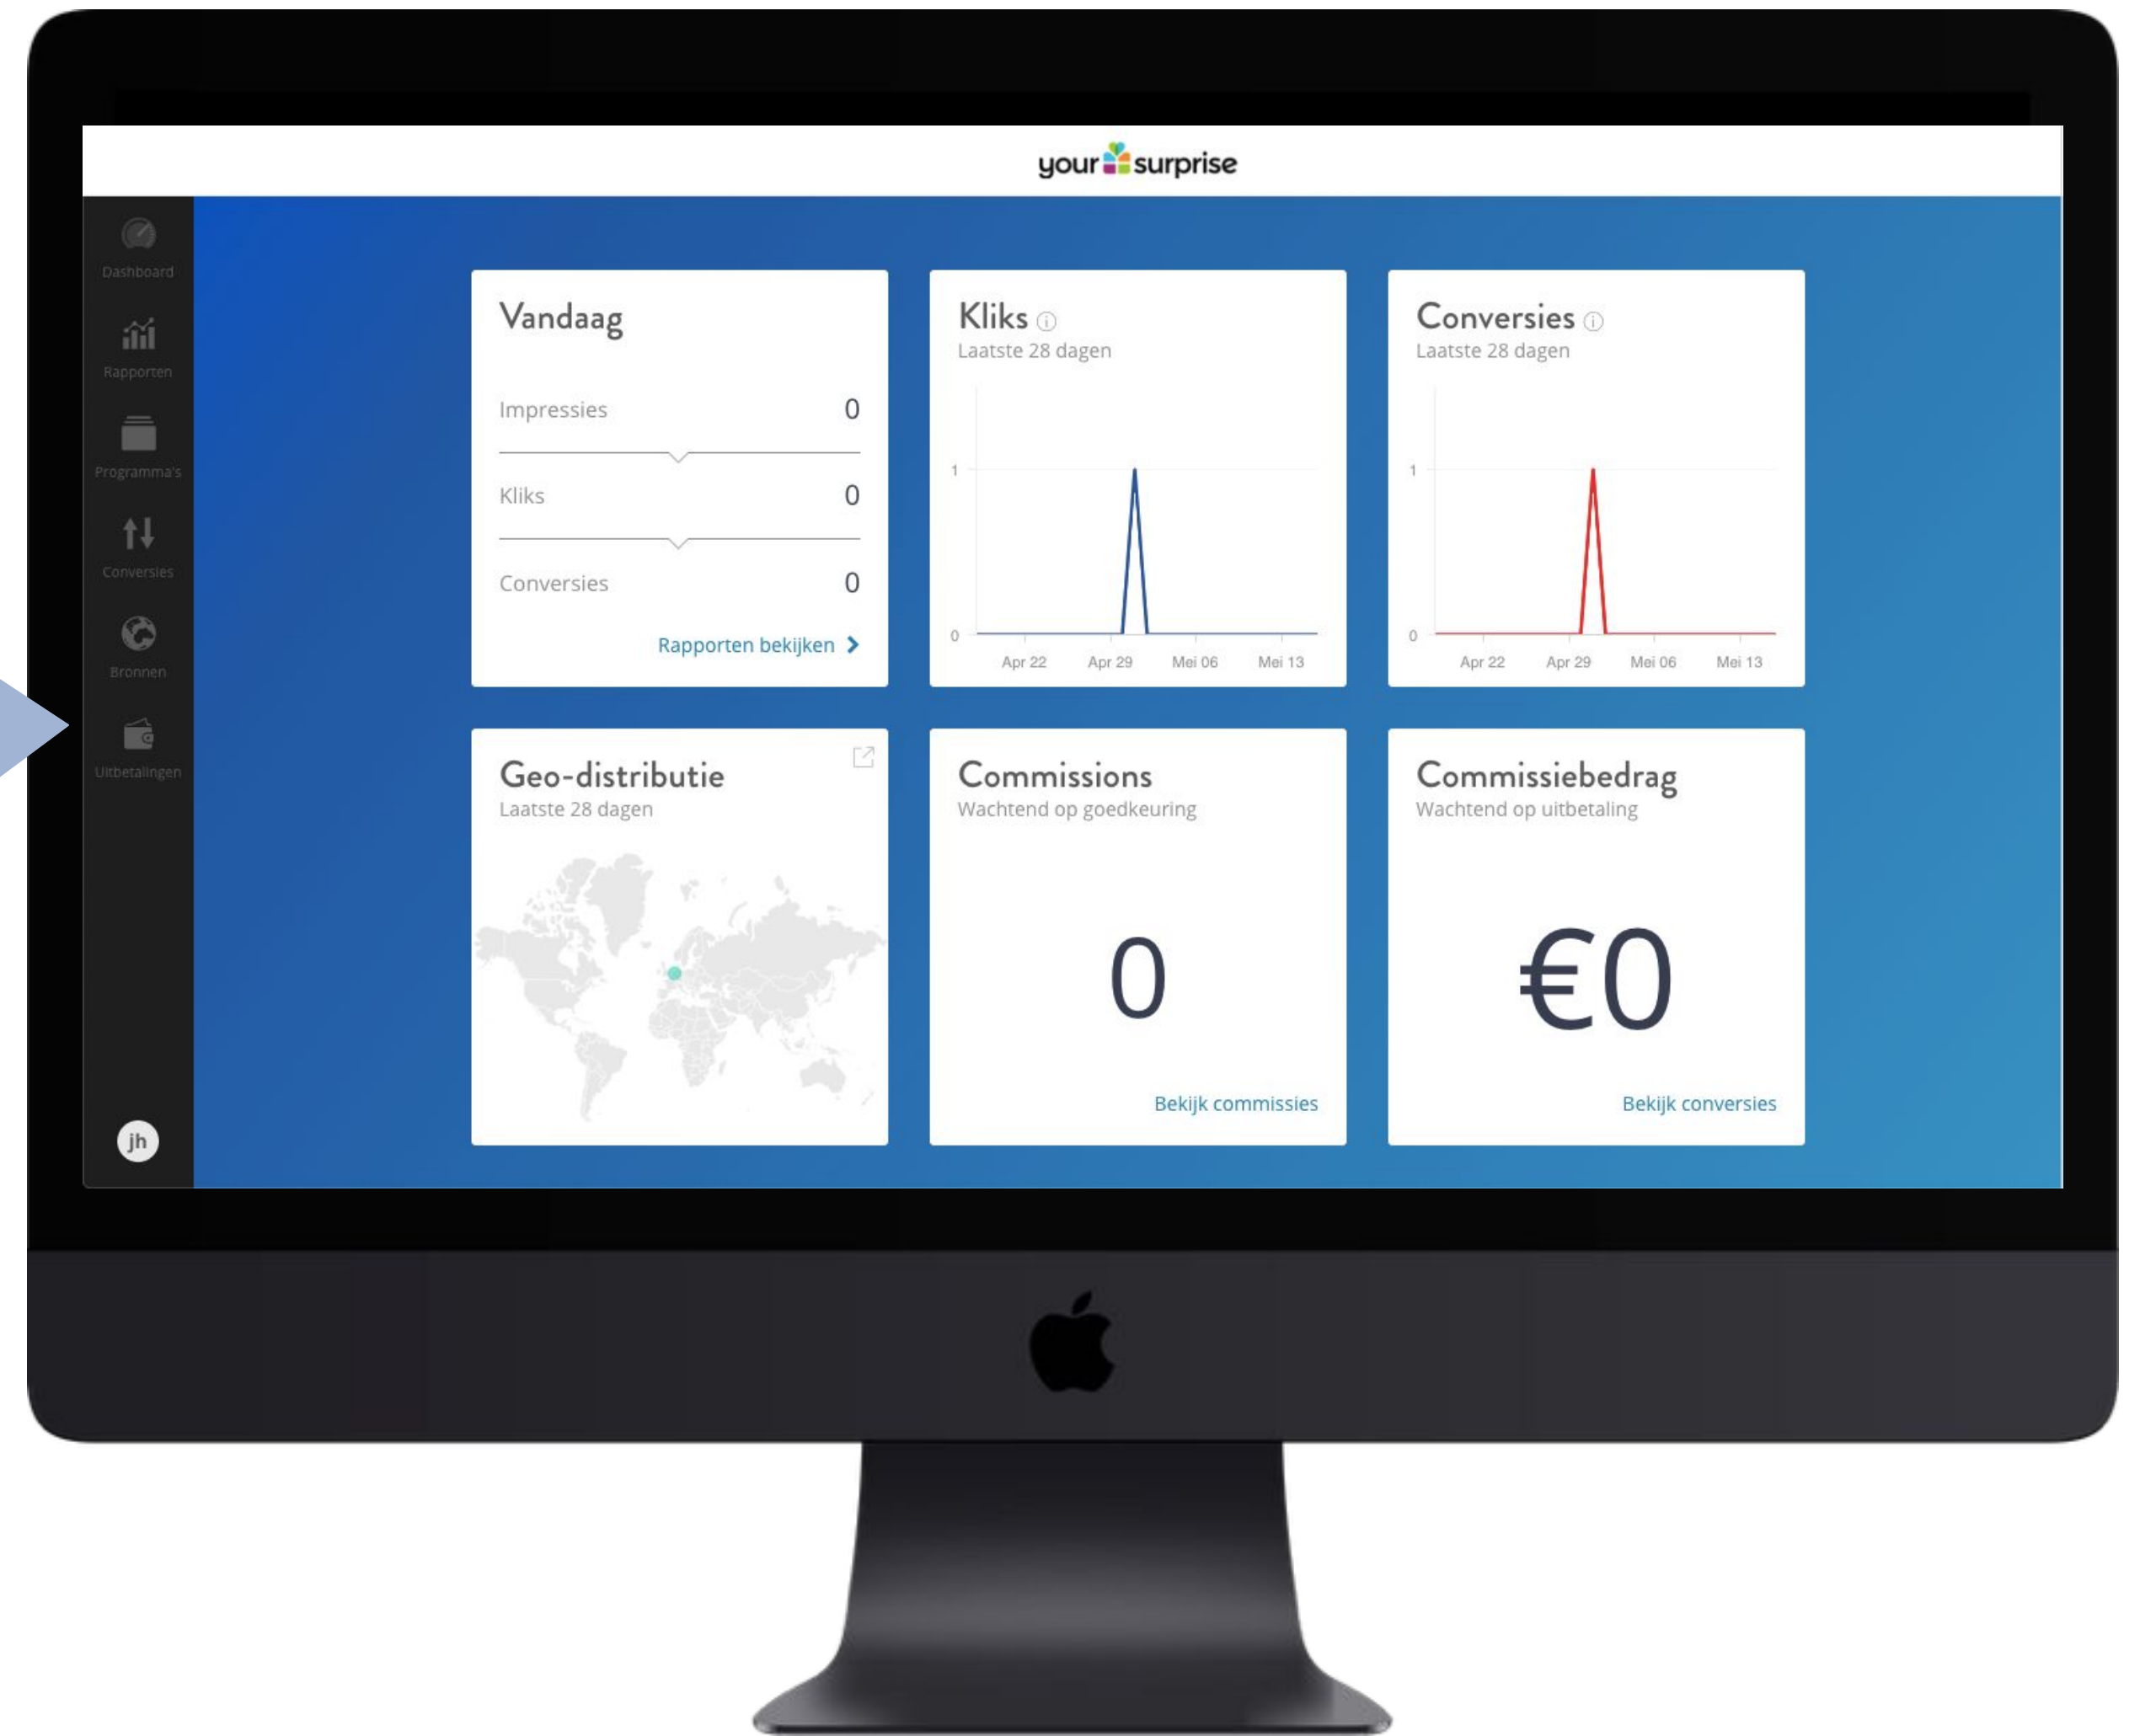 your surprise
Dashboard
Rapporten
Programma's
Conversies
Bronnen
Uitbetalingen
jh
Vandaag
Impressies 0
Kliks 0
Conversies 0
Rapporten bekijken
Kliks
Laatste 28 dagen
1
0
Apr 22 Apr 29 Mei 06 Mei 13
Conversies
Laatste 28 dagen
1
0
Apr 22 Apr 29 Mei 06 Mei 13
Geo-distributie
Laatste 28 dagen
Commissions
Wachtend op goedkeuring
0
Bekijk commissies
Commissiebedrag
Wachtend op uitbetaling
€0
Bekijk conversies